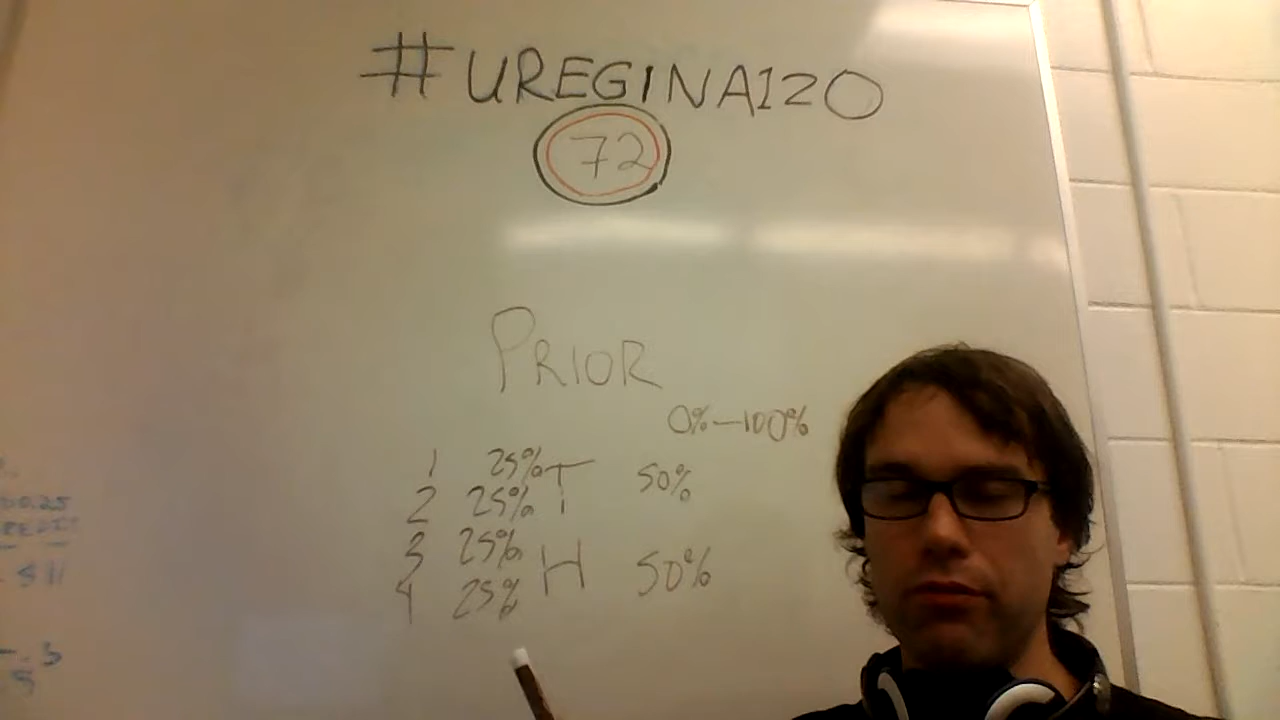 #UREGINA120
72
PRIOR
0%—100%
1 25% T 50%
2 25%
3 25% H 50%
4 25%